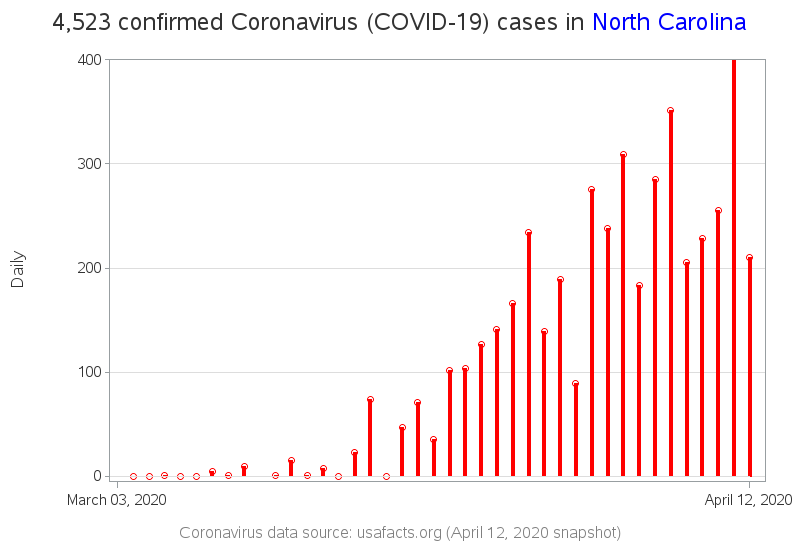 4,523 confirmed Coronavirus (COVID-19) cases in North Carolina
400
300
200
100
0
Daily
March 03, 2020
April 12, 2020
Coronavirus data source: usafacts.org (April 12, 2020 snapshot)